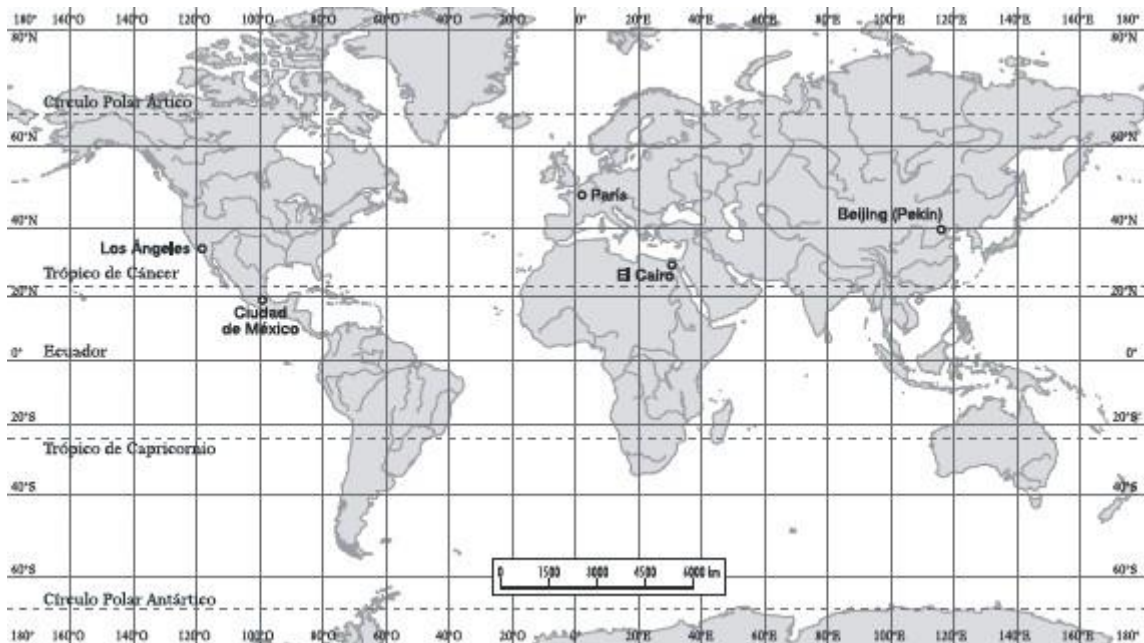 180° 160°O 140°O 120°O 100°O 80°O 60°O 40°O 20°O 0° 20°E 40°E 60°E 80°E 100°E 120°E 140°E 160°E 180°
80°N 80°N
Círculo Polar Ártico
60°N 60°N
París
Beijing (Pekín)
40°N 40°N
Los Ángeles
Trópico de Cáncer
El Cairo
20°N 20°N
Ciudad
de México
Ecuador
0° 0°
20°S 20°S
Trópico de Capricornio
40°S 40°S
0 1500 3000 4500 6000 km
60°S 60°S
Círculo Polar Antártico
180° 160°O 140°O 120°O 100°O 80°O 60°O 40°O 20°O 0° 20°E 40°E 60°E 80°E 100°E 120°E 140°E 160°E 180°